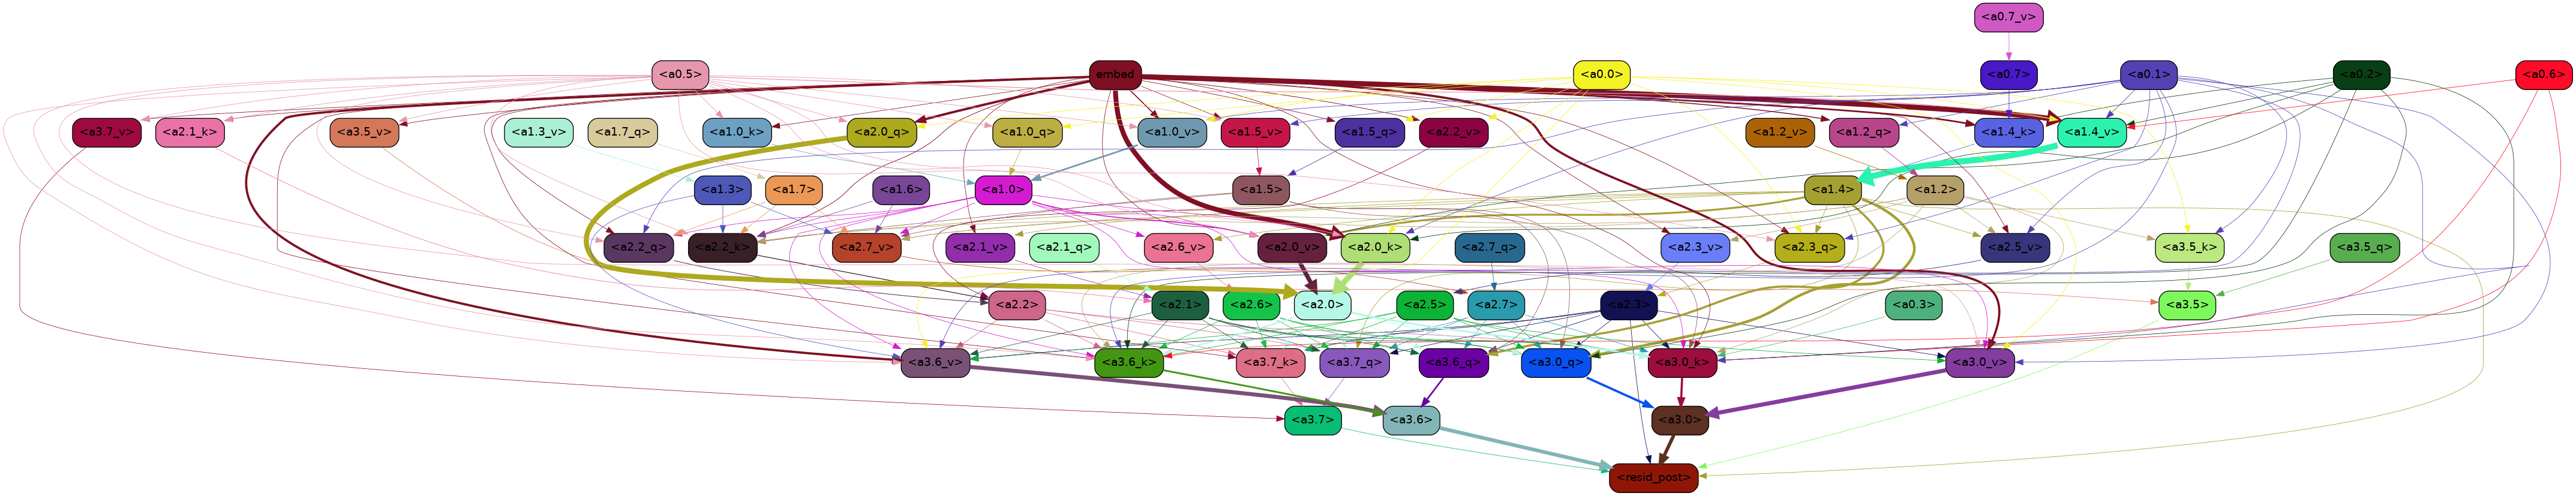 <a0.7_v>
<a0.5> embed <a0.0> <a0.7> <a0.1> <a0.2> <a0.6>
<a3.7_v> <a2.1_k> <a3.5_v> <a1.3_v> <a1.7_q> <a1.0_k> <a2.0_q> <a1.0_q> <a1.0_v> <a1.5_v> <a1.5_q> <a2.2_v> <a1.2_v> <a1.2_q> <a1.4_k> <a1.4_v>
<a1.3> <a1.7> <a1.6> <a1.0> <a1.5> <a1.4> <a1.2>
<a2.2_q> <a2.2_k> <a2.7_v> <a2.1_v> <a2.1_q> <a2.6_v> <a2.0_v> <a2.0_k> <a2.7_q> <a2.3_v> <a2.3_q> <a2.5_v> <a3.5_k> <a3.5_q>
<a2.2> <a2.1> <a2.6> <a2.0> <a2.5> <a2.7> <a2.3> <a0.3> <a3.5>
<a3.6_v> <a3.6_k> <a3.7_k> <a3.7_q> <a3.6_q> <a3.0_q> <a3.0_k> <a3.0_v>
<a3.7> <a3.6> <a3.0>
<resid_post>